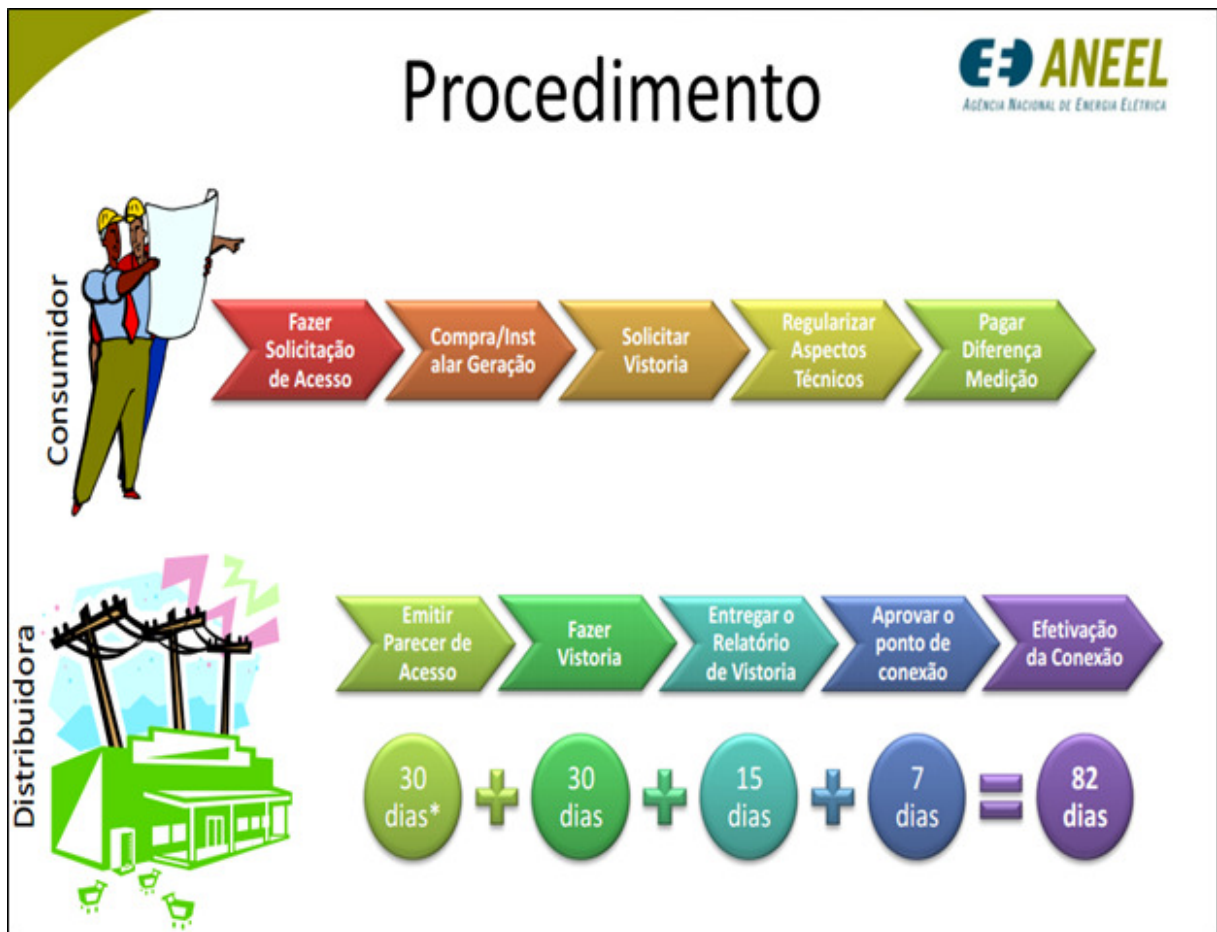 Procedimento
ANEEL
AGÊNCIA NACIONAL DE ENERGIA ELÉTRICA
Consumidor
Fazer
Solicitação
de Acesso
Compra/Inst
alar Geração
Solicitar
Vistoria
Regularizar
Aspectos
Técnicos
Pagar
Diferença
Medição
Distribuidora
Emitir
Parecer de
Acesso
Fazer
Vistoria
Entregar o
Relatório
de Vistoria
Aprovar o
ponto de
conexão
Efetivação
da Conexão
30
dias*
+
30
dias
+
15
dias
+
7
dias
=
82
dias